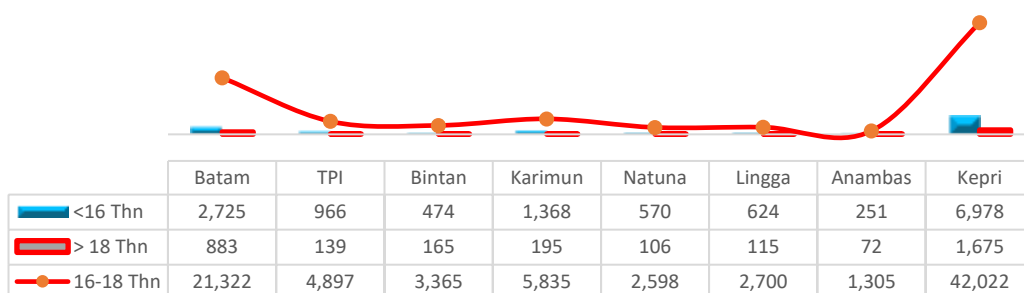 Batam TPI Bintan Karimun Natuna Lingga Anambas Kepri
<16 Thn 2,725 966 474 1,368 570 624 251 6,978
> 18 Thn 883 139 165 195 106 115 72 1,675
16-18 Thn 21,322 4,897 3,365 5,835 2,598 2,700 1,305 42,022